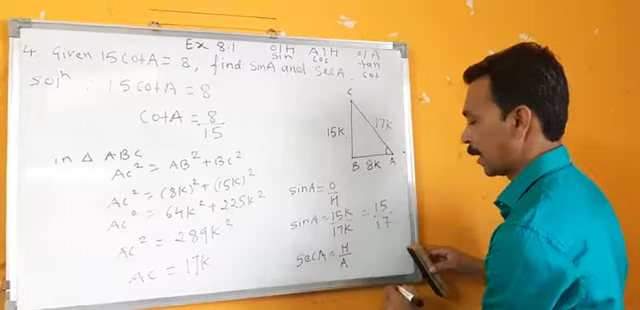 Ex 8.1
O/H A/H O/A
sin cos tan
cot
4. Given 15 cot A = 8, find sin A and sec A.
Solⁿ : 15 cot A = 8
cot A = 8/15
in △ ABC
AC² = AB² + BC²
AC² = (8K)² + (15K)²
AC² = 64K² + 225K²
AC² = 289K²
AC = 17K
C
15K 17K
B 8K A
sin A = O/H
sin A = 15K/17K = 15/17
sec A = H/A